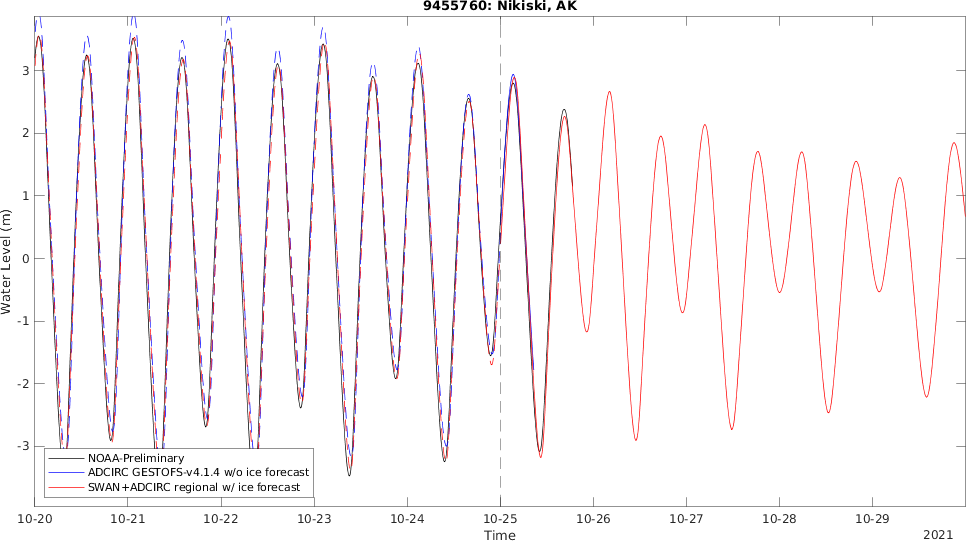 9455760: Nikiski, AK
Water Level (m)
3
2
1
0
-1
-2
-3
NOAA-Preliminary
ADCIRC GESTOFS-v4.1.4 w/o ice forecast
SWAN+ADCIRC regional w/ ice forecast
10-20 10-21 10-22 10-23 10-24 10-25 10-26 10-27 10-28 10-29
Time
2021